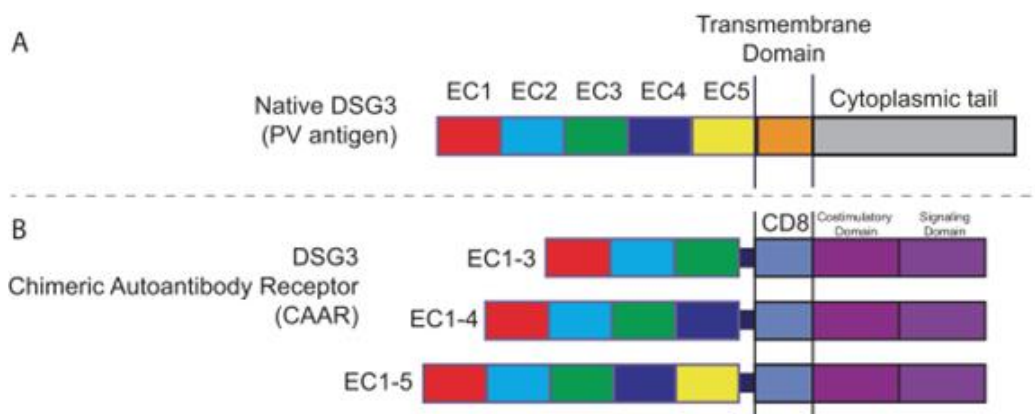 A
Transmembrane
Domain
EC1 EC2 EC3 EC4 EC5
Cytoplasmic tail
Native DSG3
(PV antigen)
B
CD8
Costimulatory
Domain
Signaling
Domain
DSG3
Chimeric Autoantibody Receptor
(CAAR)
EC1-3
EC1-4
EC1-5